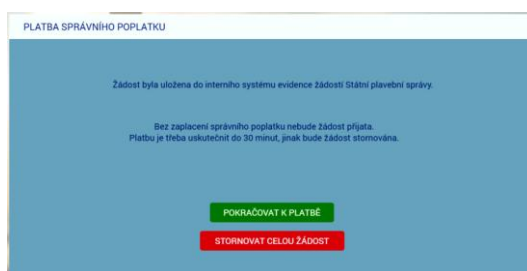 PLATBA SPRÁVNÍHO POPLATKU
Žádost byla uložena do interního systému evidence žádostí Státní plavební správy.
Bez zaplacení správního poplatku nebude žádost přijata.
Platbu je třeba uskutečnit do 30 minut, jinak bude žádost stornována.
POKRAČOVAT K PLATBĚ
STORNOVAT CELOU ŽÁDOST